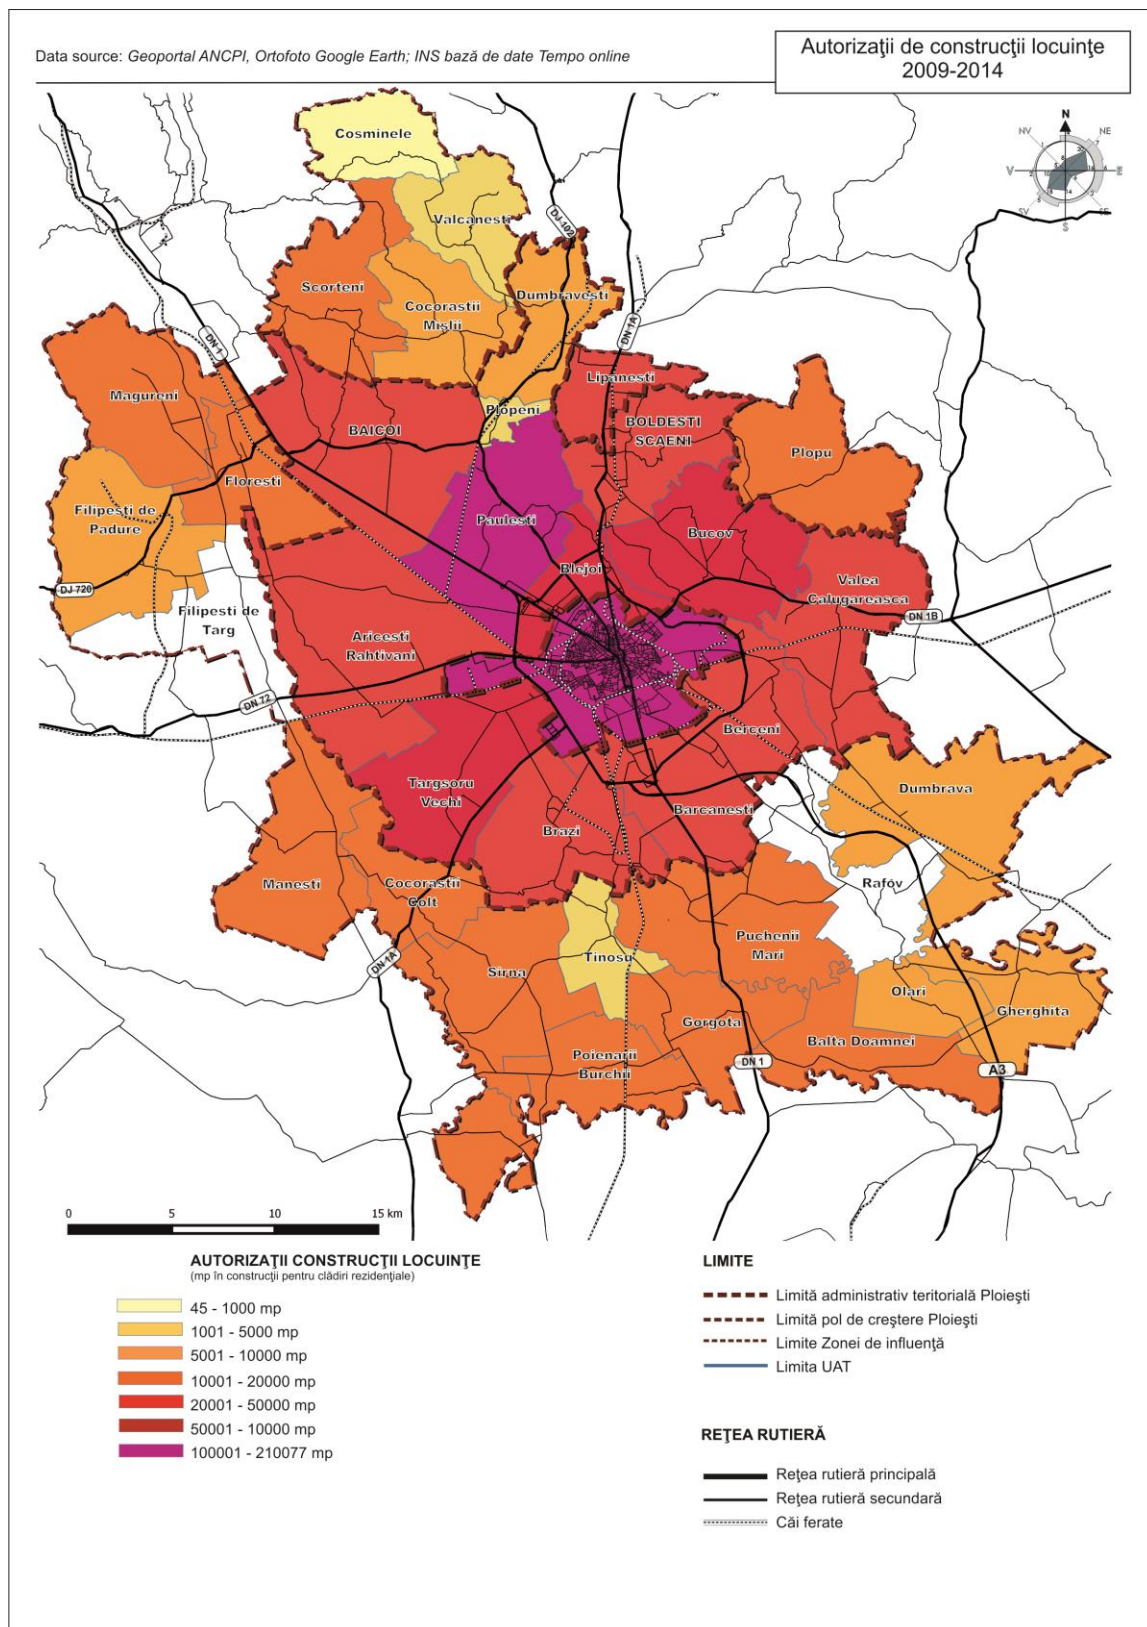 Data source: Geoportal ANCPI, Ortofoto Google Earth; INS bază de date Tempo online
Autorizaţii de construcţii locuinţe
2009-2014
N
NV
NE
V
E
SV
SE
S
Cosminele
Valcanesti
DJ 102
Scorteni
Cocorastii
Mislii
Dumbravesti
DN 1A
DN 1
Magureni
Lipanesti
Plopeni
BAICOI
BOLDESTI
SCAENI
Plopu
Floresti
Filipesti de
Padure
Paulesti
Bucov
Blejoi
Valea
Calugareasca
DJ 720
Filipesti de
Targ
DN 1B
Aricesti
Rahtivani
DN 72
Berceni
Targsoru
Vechi
Dumbrava
Barcanesti
Brazi
Manesti
Cocorastii
Colt
Rafov
Puchenii
Mari
DN 1A
Tinosu
Sirna
Olari
Gherghita
Gorgota
Balta Doamnei
Poienarii
Burchii
DN 1
A3
0 5 10 15 km
AUTORIZAŢII CONSTRUCŢII LOCUINŢE
(mp în construcţii pentru clădiri rezidenţiale)
45 - 1000 mp
1001 - 5000 mp
5001 - 10000 mp
10001 - 20000 mp
20001 - 50000 mp
50001 - 10000 mp
100001 - 210077 mp
LIMITE
Limită administrativ teritorială Ploieşti
Limită pol de creştere Ploieşti
Limite Zonei de influenţă
Limita UAT
REŢEA RUTIERĂ
Reţea rutieră principală
Reţea rutieră secundară
Căi ferate